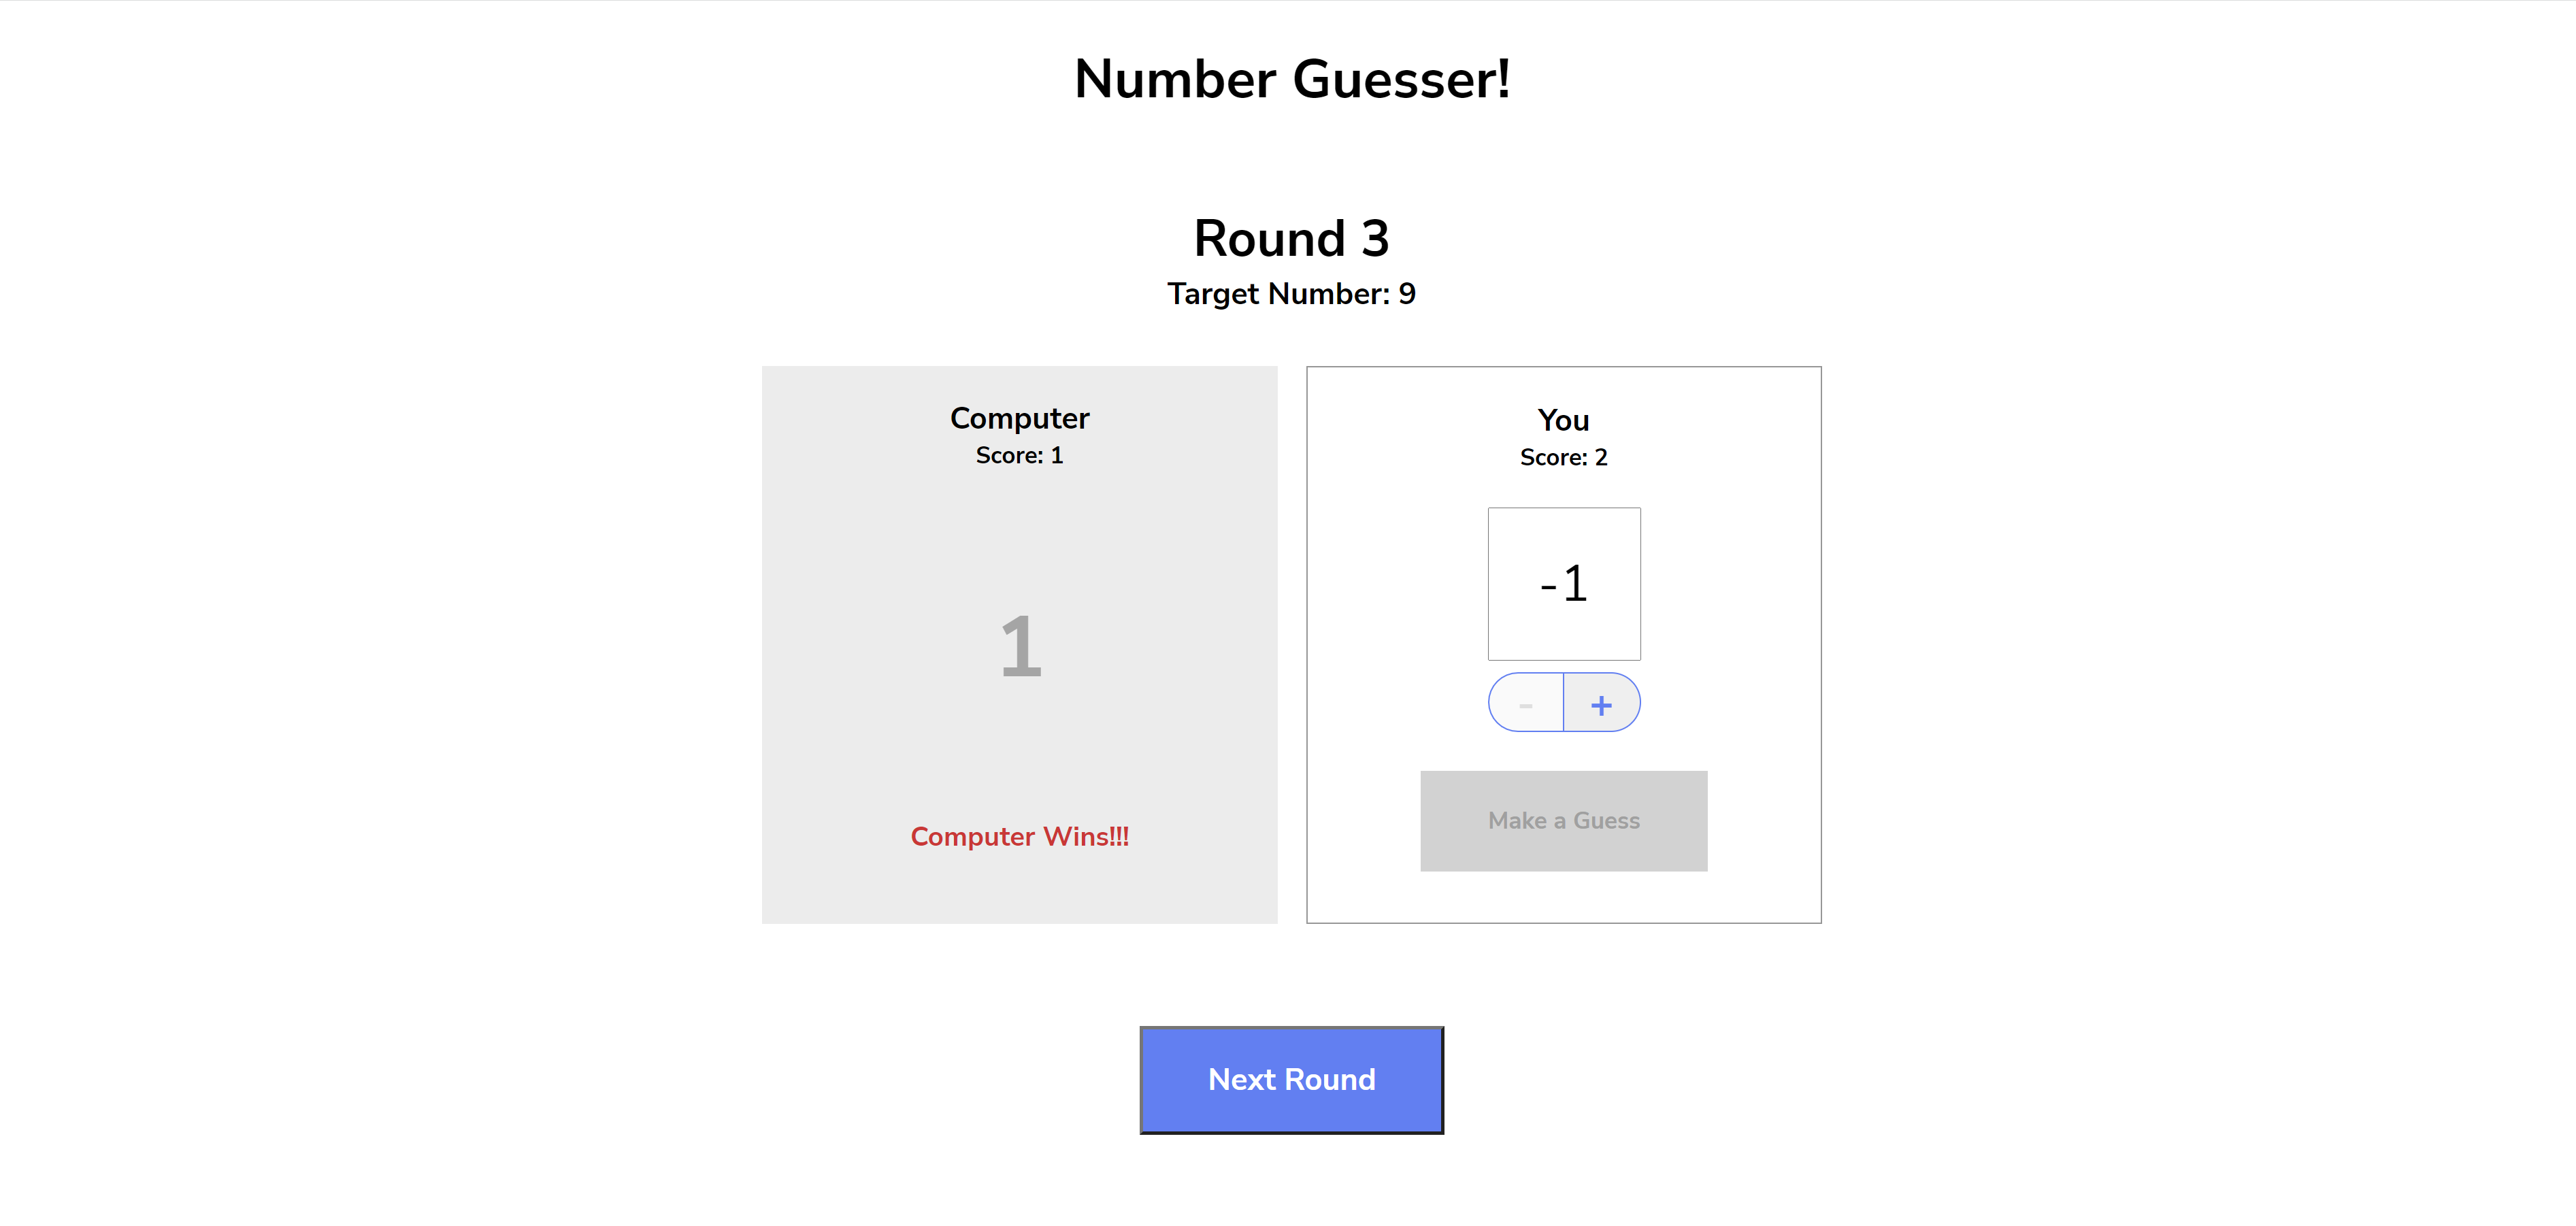 Number Guesser!
Round 3
Target Number: 9
Computer
Score: 1
1
Computer Wins!!!
You
Score: 2
-1
- +
Make a Guess
Next Round